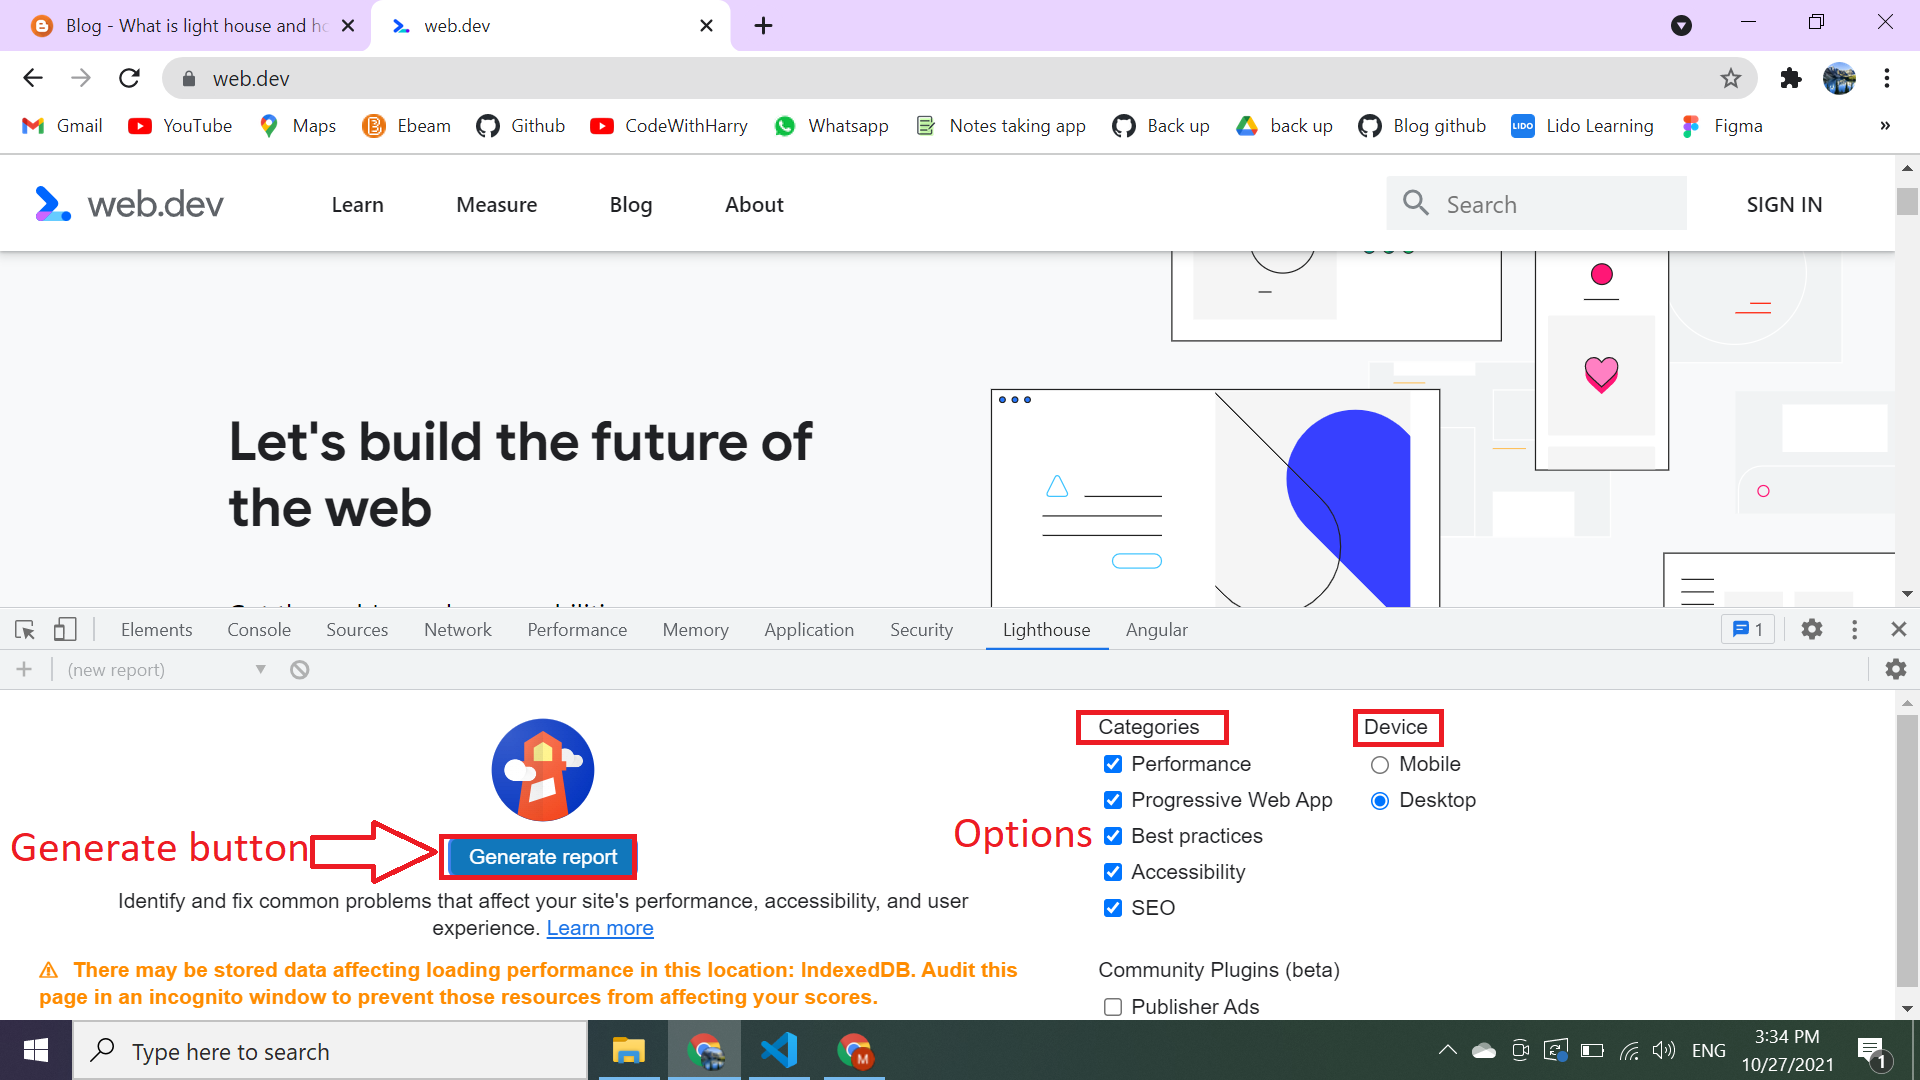 Blog - What is light house and ho
web.dev
web.dev
Gmail YouTube Maps Ebeam Github CodeWithHarry Whatsapp Notes taking app Back up back up Blog github LIDO Lido Learning Figma »
web.dev Learn Measure Blog About Search SIGN IN
Let's build the future of
the web
Elements Console Sources Network Performance Memory Application Security Lighthouse Angular 1
(new report)
Categories Device
Performance Mobile
Progressive Web App Desktop
Options Best practices
Accessibility
SEO
Generate button Generate report
Identify and fix common problems that affect your site's performance, accessibility, and user
experience. Learn more
There may be stored data affecting loading performance in this location: IndexedDB. Audit this
page in an incognito window to prevent those resources from affecting your scores.
Community Plugins (beta)
Publisher Ads
Type here to search
M
ENG
3:34 PM
10/27/2021
1